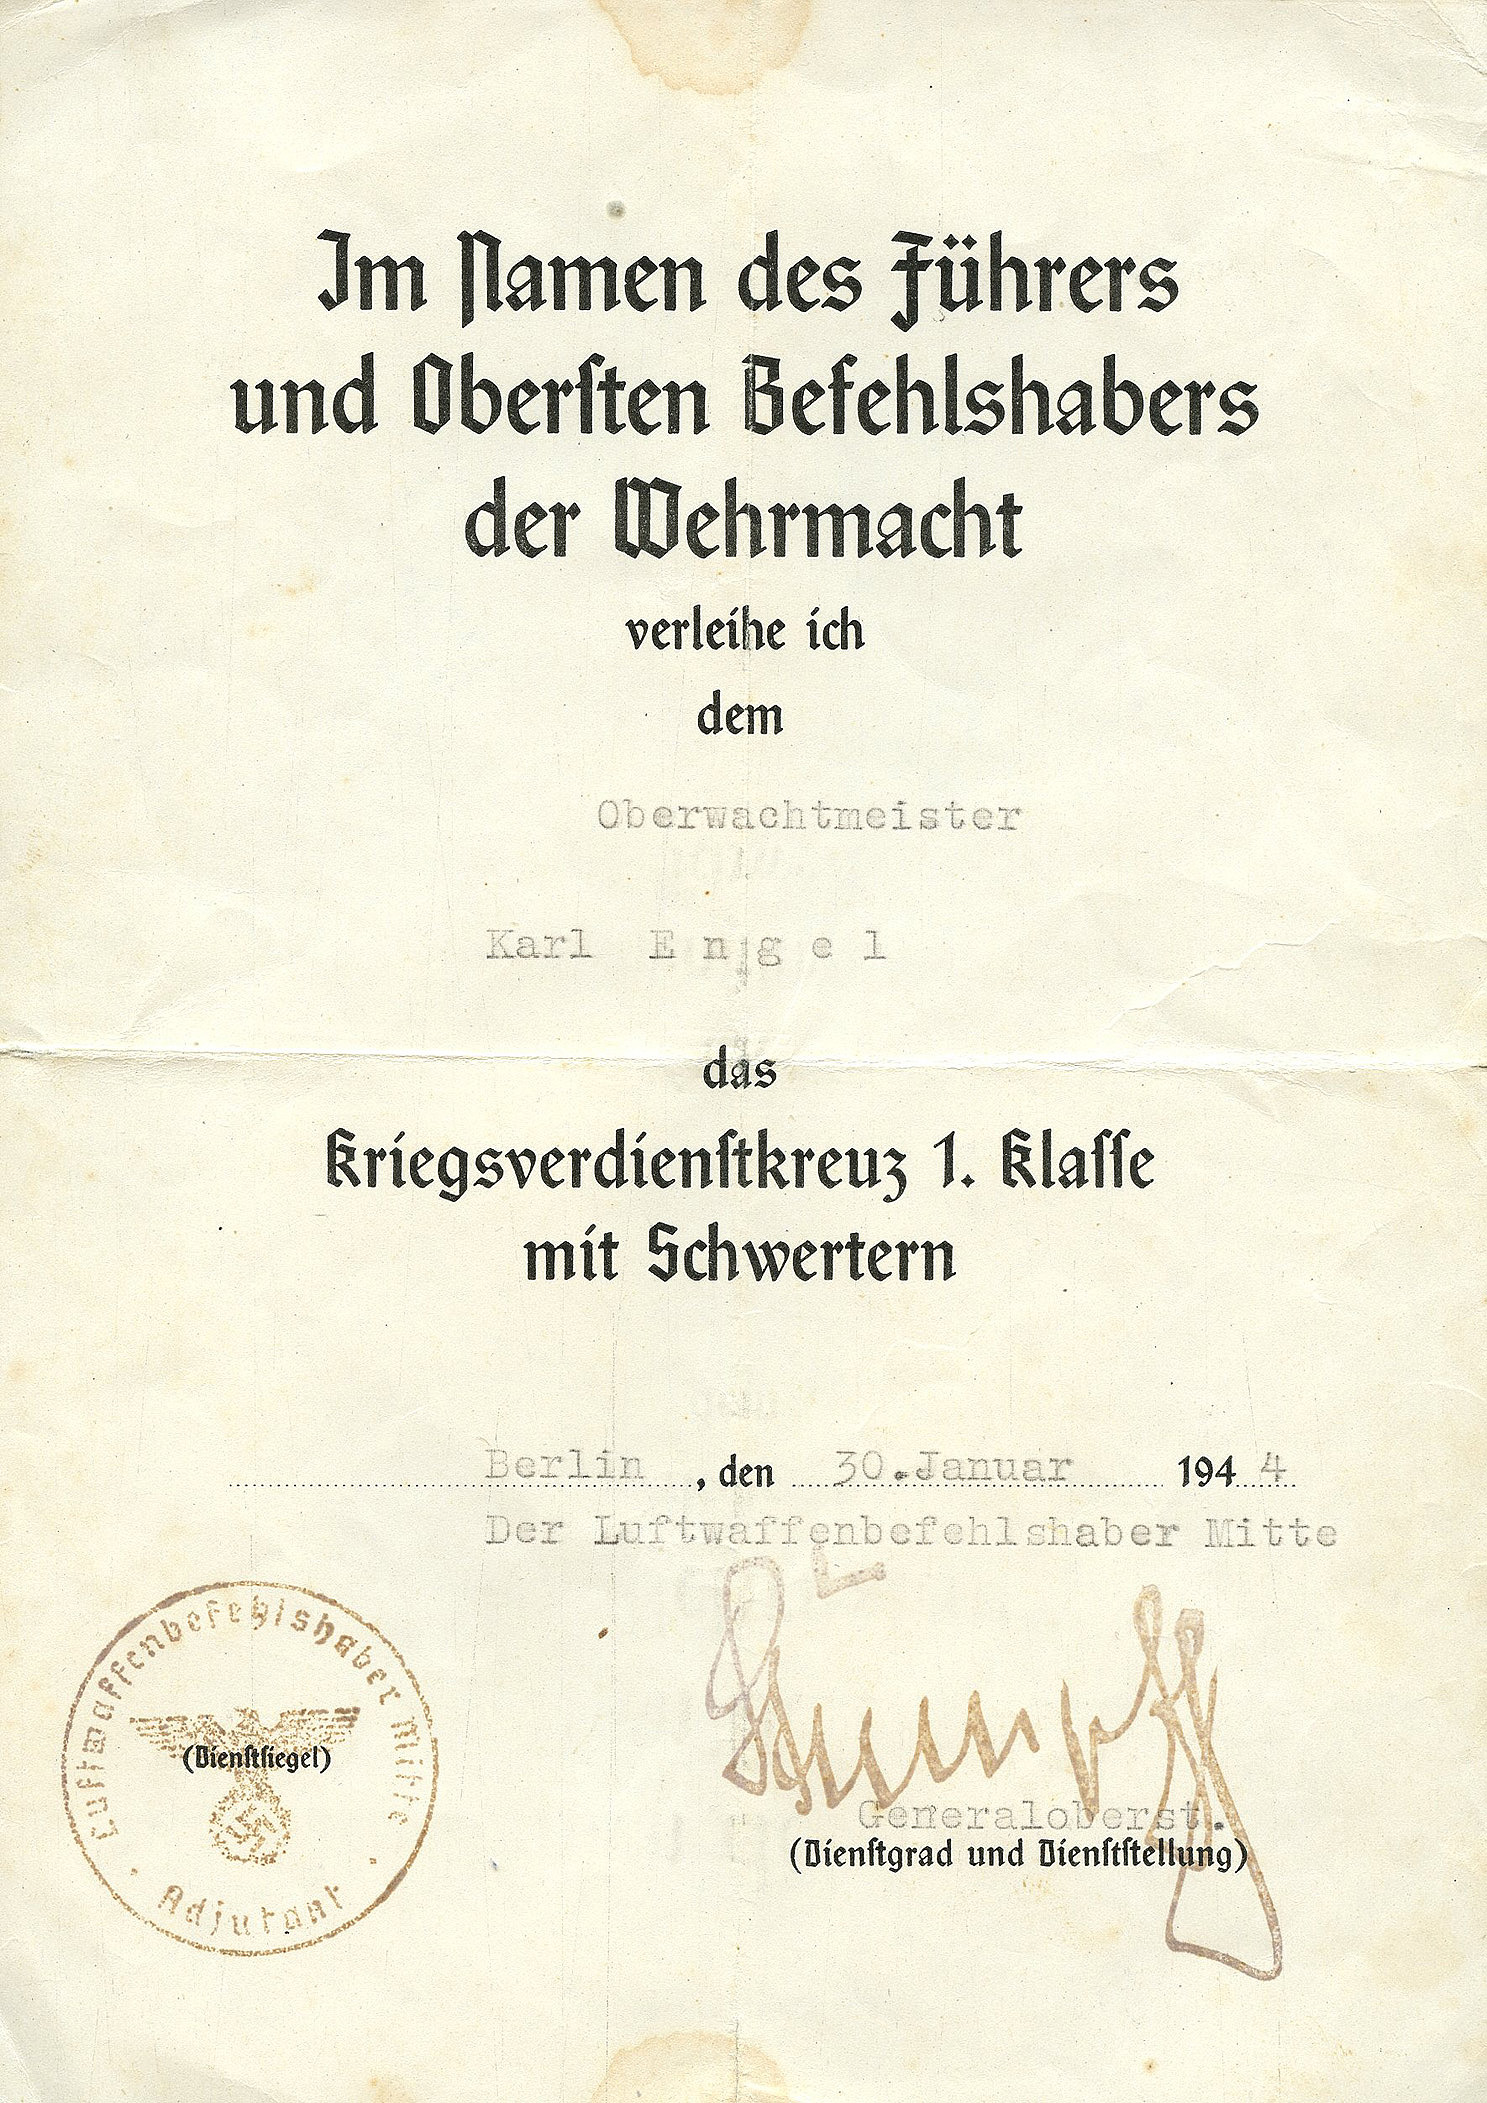 Im Namen des Führers
und Oberſten Befehlshabers
der Wehrmacht
verleihe ich
dem
Oberwachtmeister
Karl E n g e l
das
Kriegsverdienſtkreuz 1. Klaſſe
mit Schwertern
Berlin, den 30.Januar 1944
Der Luftwaffenbefehlshaber Mitte
Luftwaffenbefehlshaber Mitte
(Dienſtſiegel)
Adjutant
Generaloberst.
(Dienſtgrad und Dienſtſtellung)